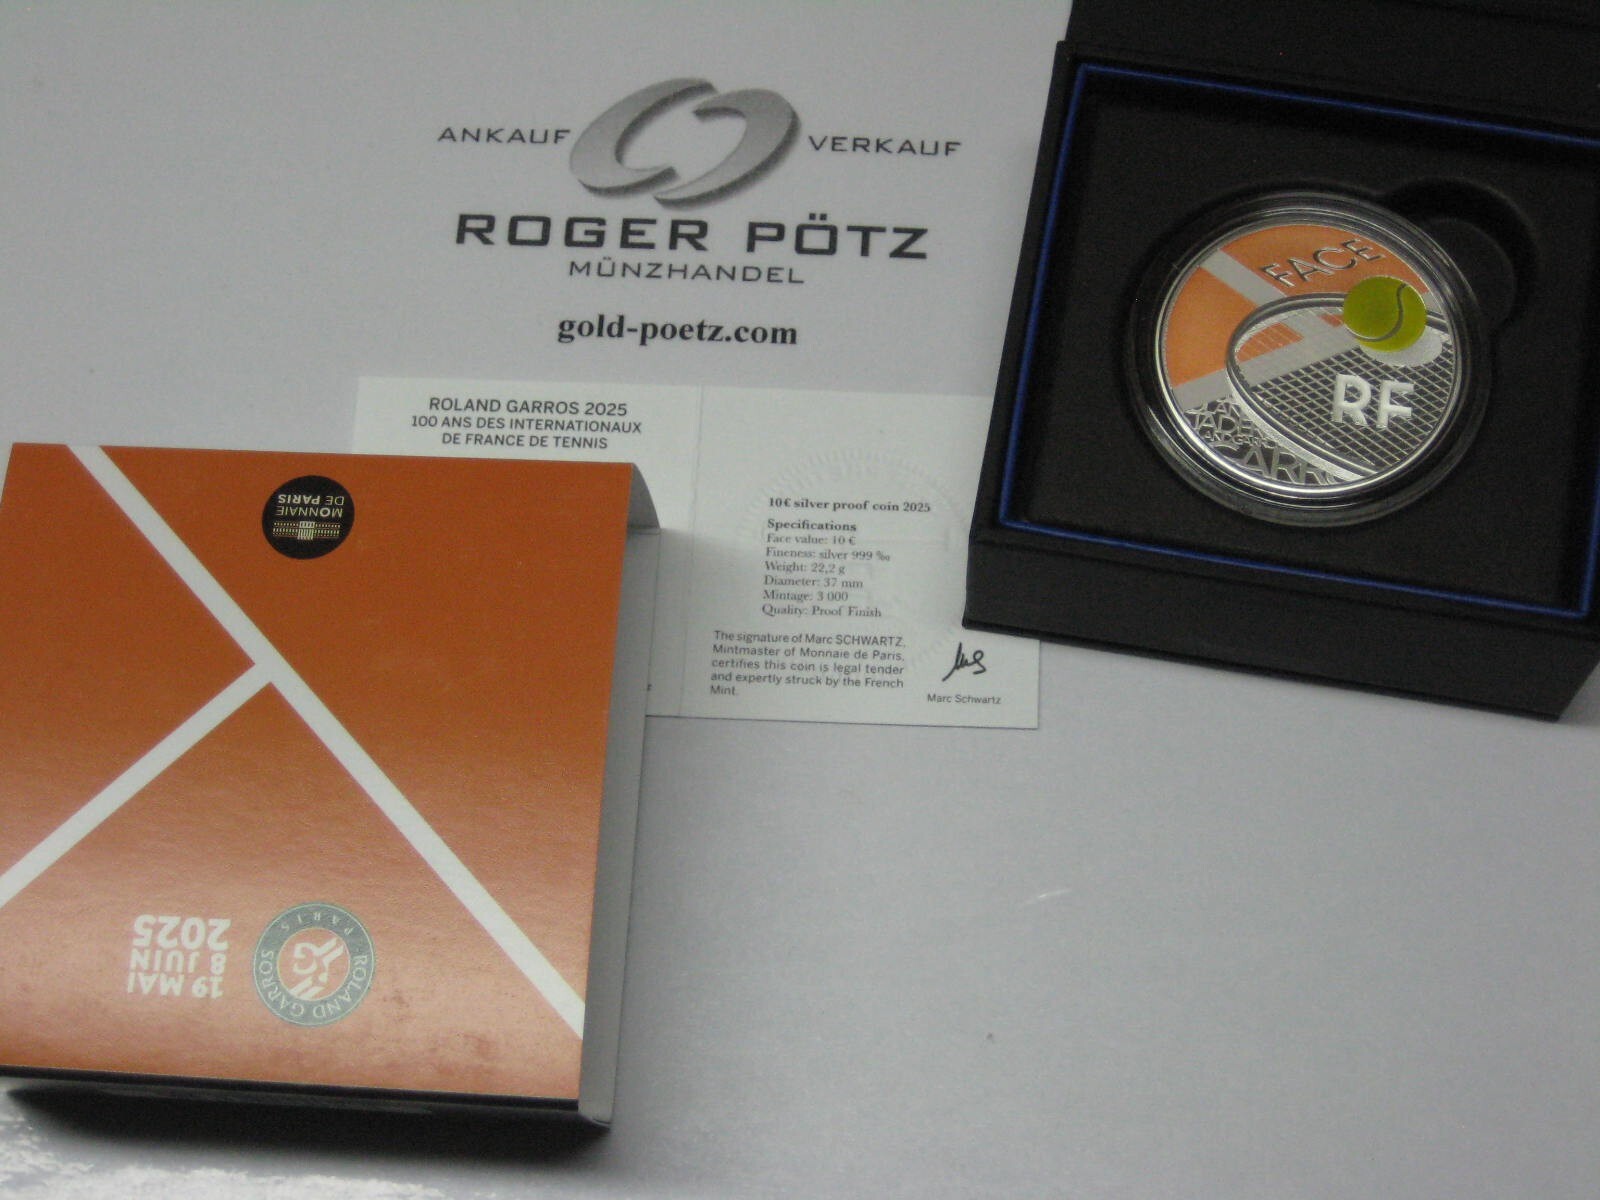 ANKAUF VERKAUF
ROGER PÖTZ
MÜNZHANDEL
gold-poetz.com
FACE
RF
ROLAND GARROS 2025
100 ANS DES INTERNATIONAUX
DE FRANCE DE TENNIS
10€ silver proof coin 2025
Specifications
Face value: 10 €
Fineness: silver 999 ‰
Weight: 22,2 g
Diameter: 37 mm
Mintage: 3 000
Quality: Proof Finish
The signature of Marc SCHWARTZ,
Mintmaster of Monnaie de Paris,
certifies this coin is legal tender
and expertly struck by the French
Mint.
Marc Schwartz
MONNAIE
DE PARIS
19 MAI
8 JUIN
2025
ROLAND GARROS
PARIS
RG